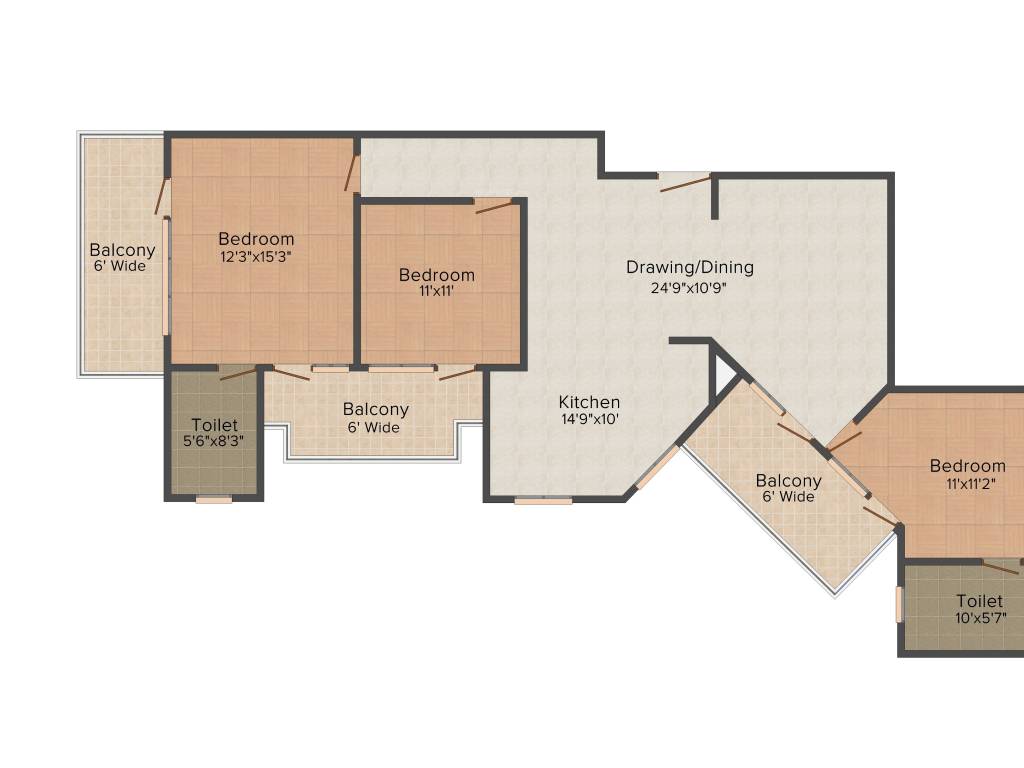 Balcony
6' Wide
Bedroom
12'3"x15'3"
Bedroom
11'x11'
Drawing/Dining
24'9"x10'9"
Toilet
5'6"x8'3"
Balcony
6' Wide
Kitchen
14'9"x10'
Balcony
6' Wide
Bedroom
11'x11'2"
Toilet
10'x5'7"